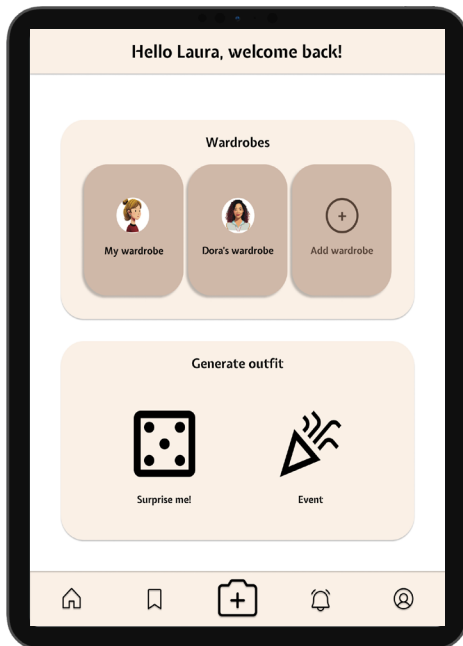 Hello Laura, welcome back!
Wardrobes
My wardrobe
Dora's wardrobe
Add wardrobe
Generate outfit
Surprise me!
Event